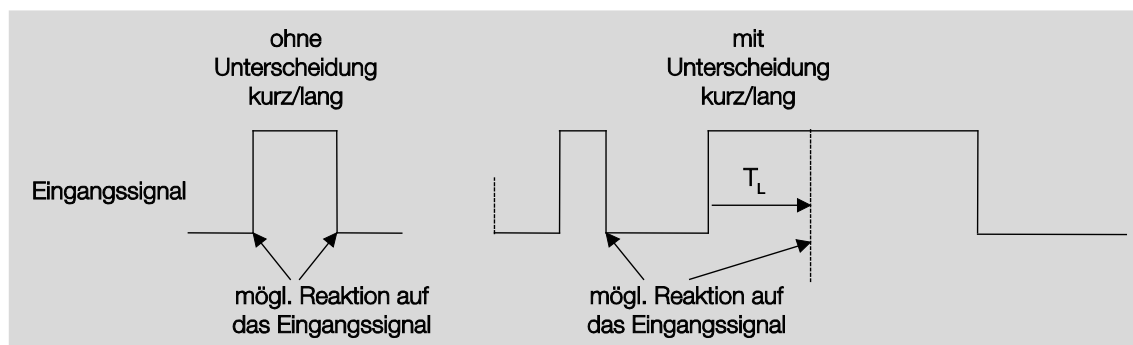 ohne
Unterscheidung
kurz/lang
mit
Unterscheidung
kurz/lang
Eingangssignal
T_L
mögl. Reaktion auf
das Eingangssignal
mögl. Reaktion auf
das Eingangssignal